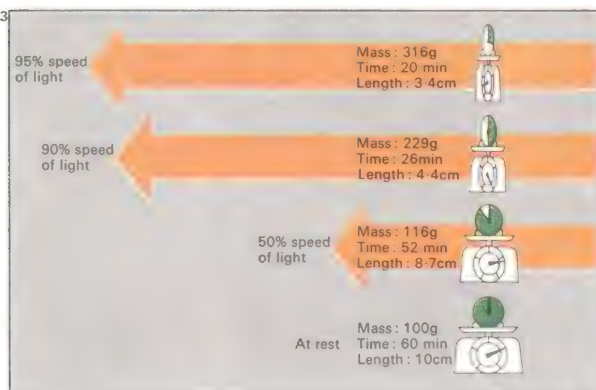 3
95% speed
of light
Mass : 316g
Time : 20 min
Length : 3·4cm
90% speed
of light
Mass : 229g
Time : 26min
Length : 4·4cm
50% speed
of light
Mass : 116g
Time : 52 min
Length : 8·7cm
At rest
Mass : 100g
Time : 60 min
Length : 10cm